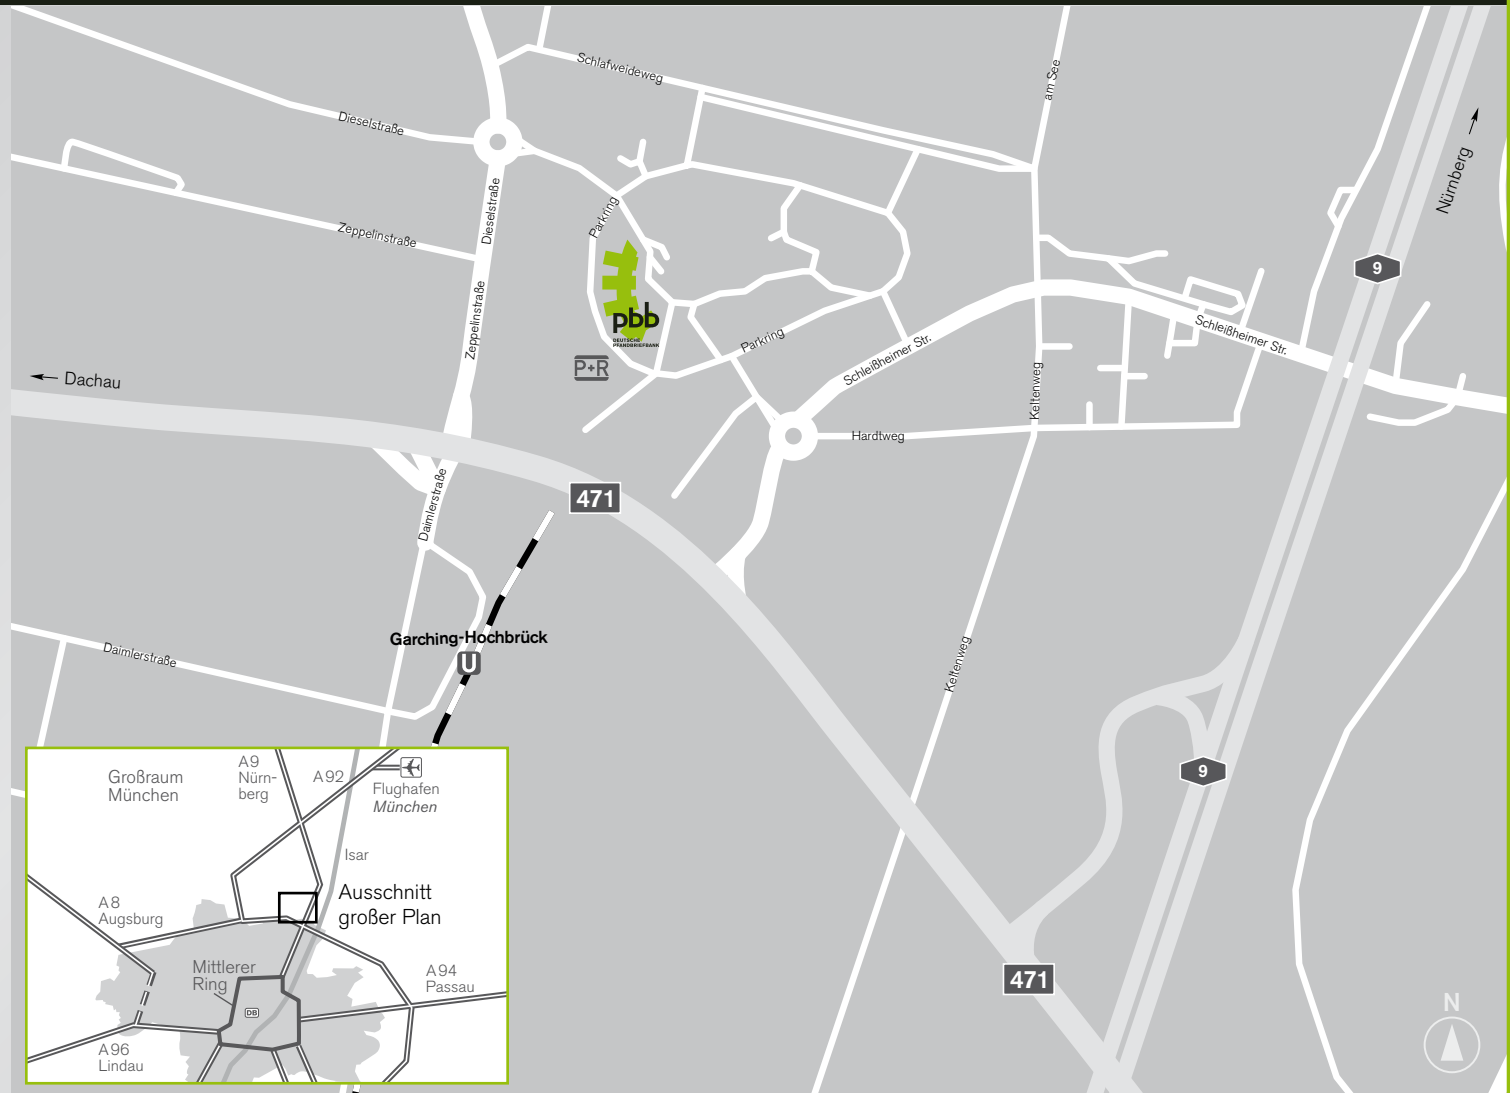 Schlafweideweg
am See
Dieselstraße
Nürnberg
Dieselstraße
Parkring
Zeppelinstraße
9
Zeppelinstraße
pbb
DEUTSCHE
PFANDBRIEFBANK
Schleißheimer Str.
Parkring
Schleißheimer Str.
P+R
Dachau
Keltenweg
Hardtweg
471
Daimlerstraße
Garching-Hochbrück
U
Daimlerstraße
Keltenweg
9
471
N
Großraum
München
A9
Nürn-
berg
A92
Flughafen
München
Isar
Ausschnitt
großer Plan
A8
Augsburg
Mittlerer
Ring
A94
Passau
DB
A96
Lindau